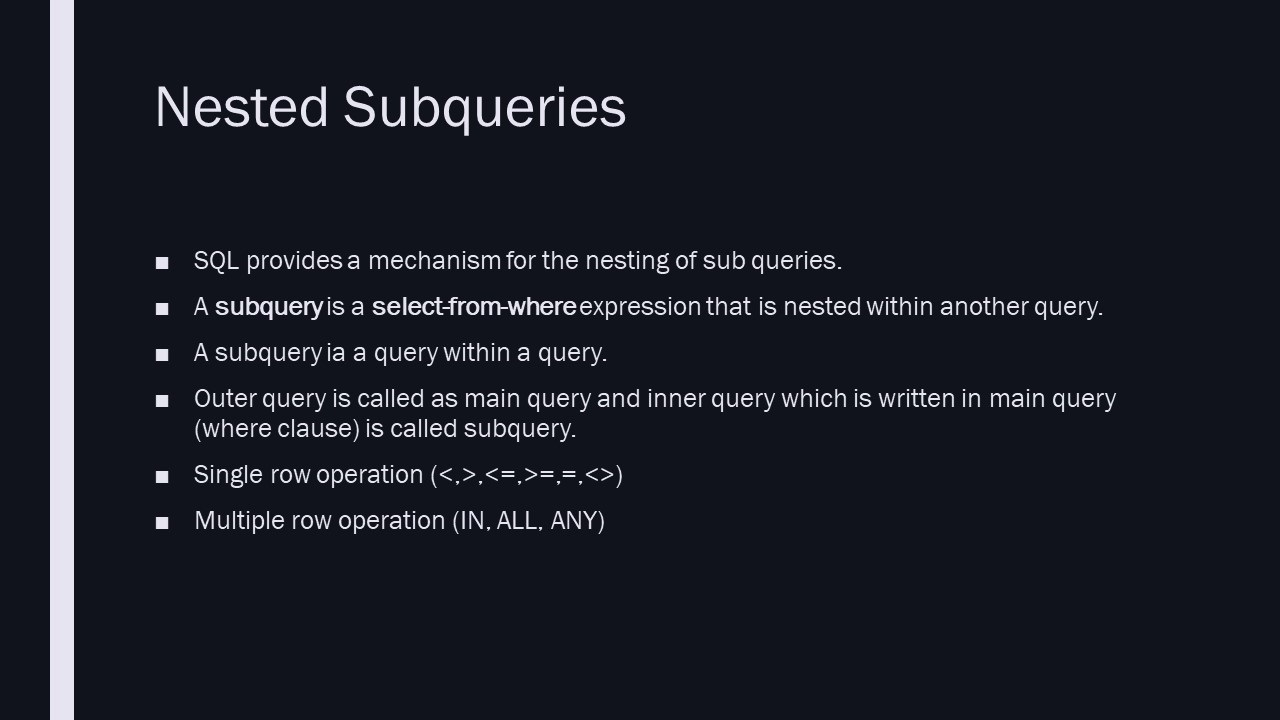 Nested Subqueries
■ SQL provides a mechanism for the nesting of sub queries.
■ A subquery is a select-from-where expression that is nested within another query.
■ A subquery ia a query within a query.
■ Outer query is called as main query and inner query which is written in main query
(where clause) is called subquery.
■ Single row operation (<,>,<=,>=,=,<>)
■ Multiple row operation (IN, ALL, ANY)